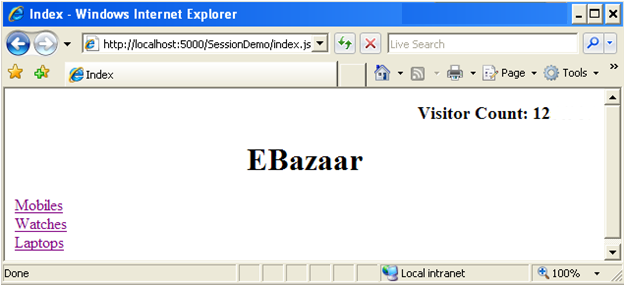 Index - Windows Internet Explorer
http://localhost:5000/SessionDemo/index.js
Live Search
Index
Page
Tools
»
Visitor Count: 12
EBazaar
Mobiles
Watches
Laptops
Done
Local intranet
100%